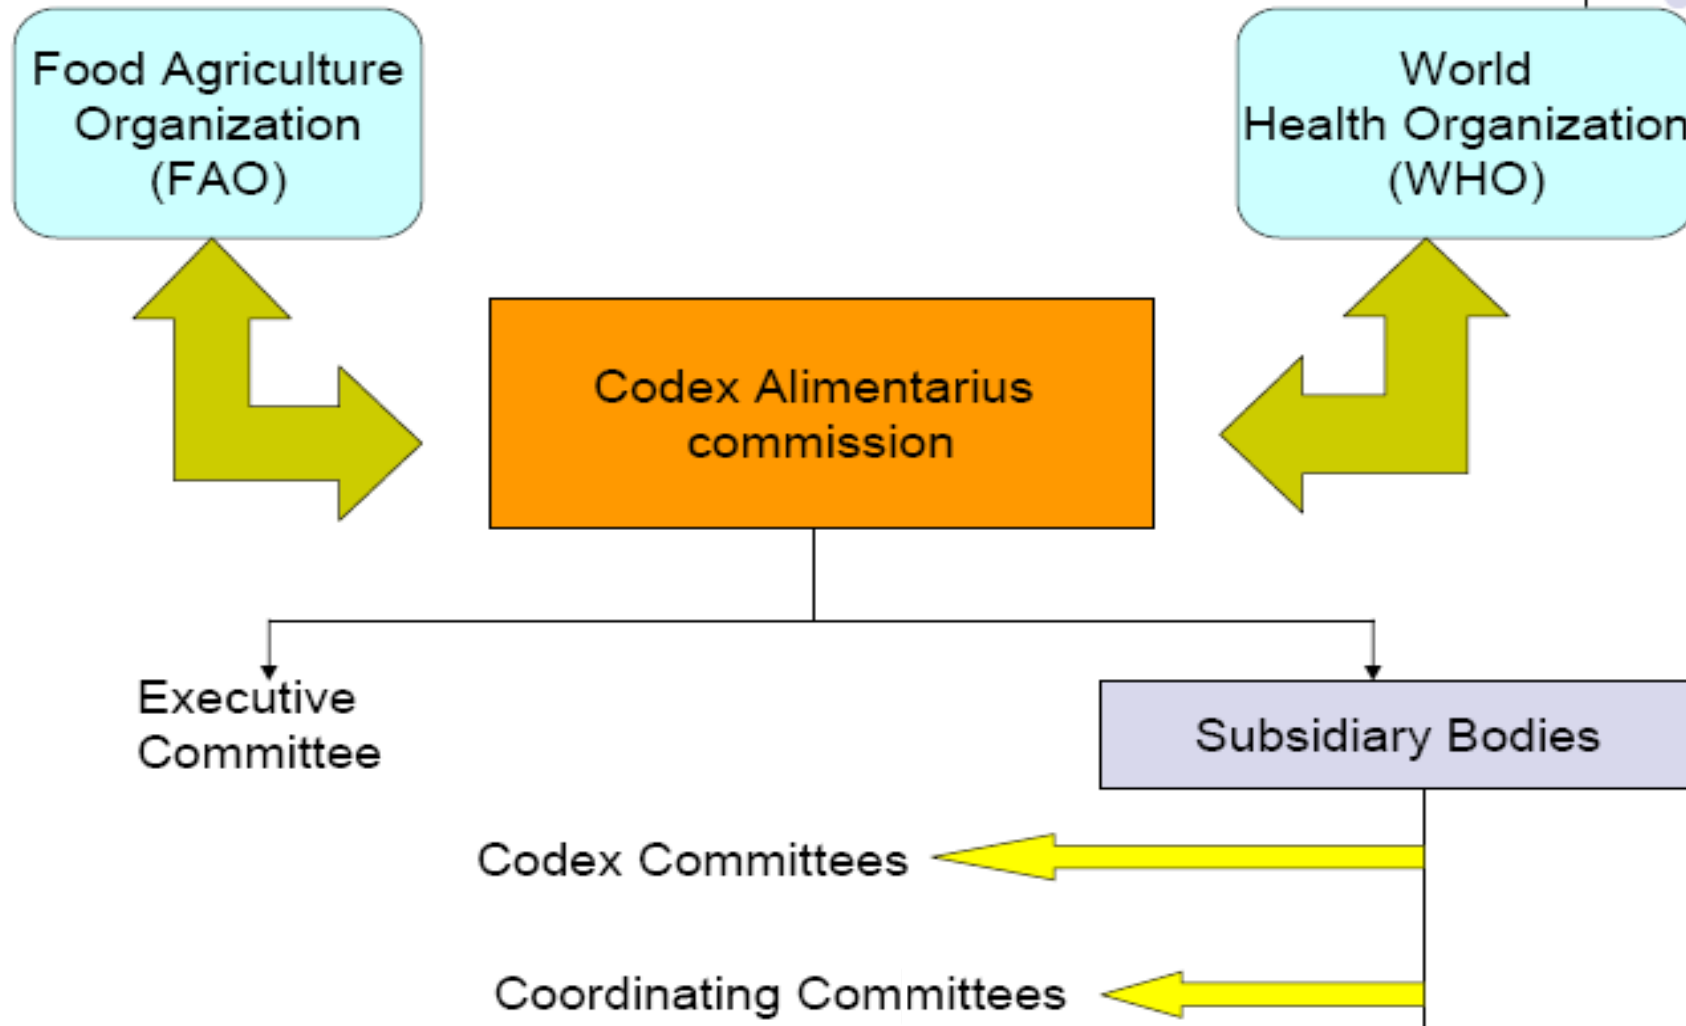 Food Agriculture
Organization
(FAO)
World
Health Organization
(WHO)
Codex Alimentarius
commission
Executive
Committee
Subsidiary Bodies
Codex Committees
Coordinating Committees